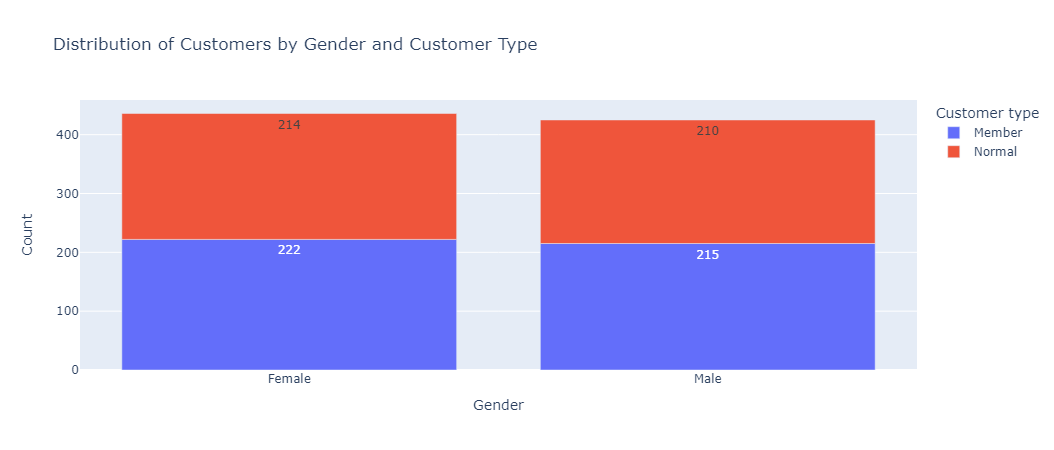 Distribution of Customers by Gender and Customer Type
Customer type
Member
Normal
Count
400
300
200
100
0
214
222
210
215
Female
Male
Gender